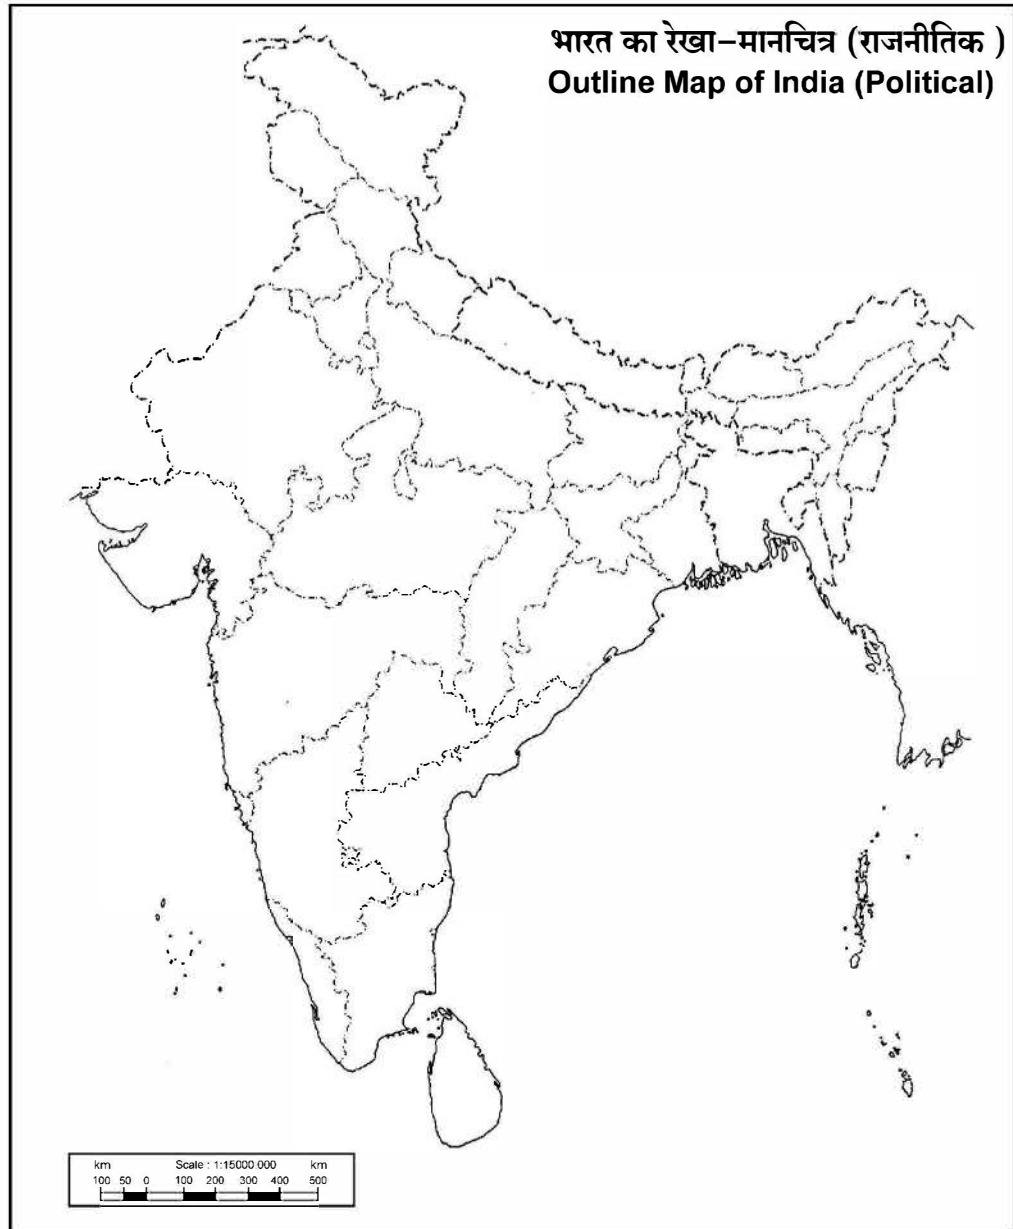 भारत का रेखा–मानचित्र (राजनीतिक )
Outline Map of India (Political)
km Scale : 1:15000 000 km
100 50 0 100 200 300 400 500